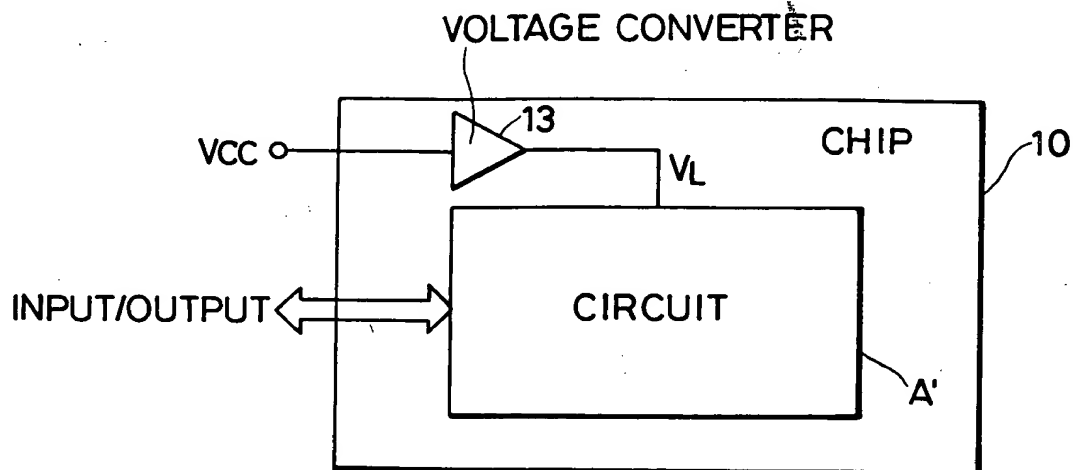 VOLTAGE CONVERTER
13
CHIP
10
VCC
VL
INPUT/OUTPUT
CIRCUIT
A'